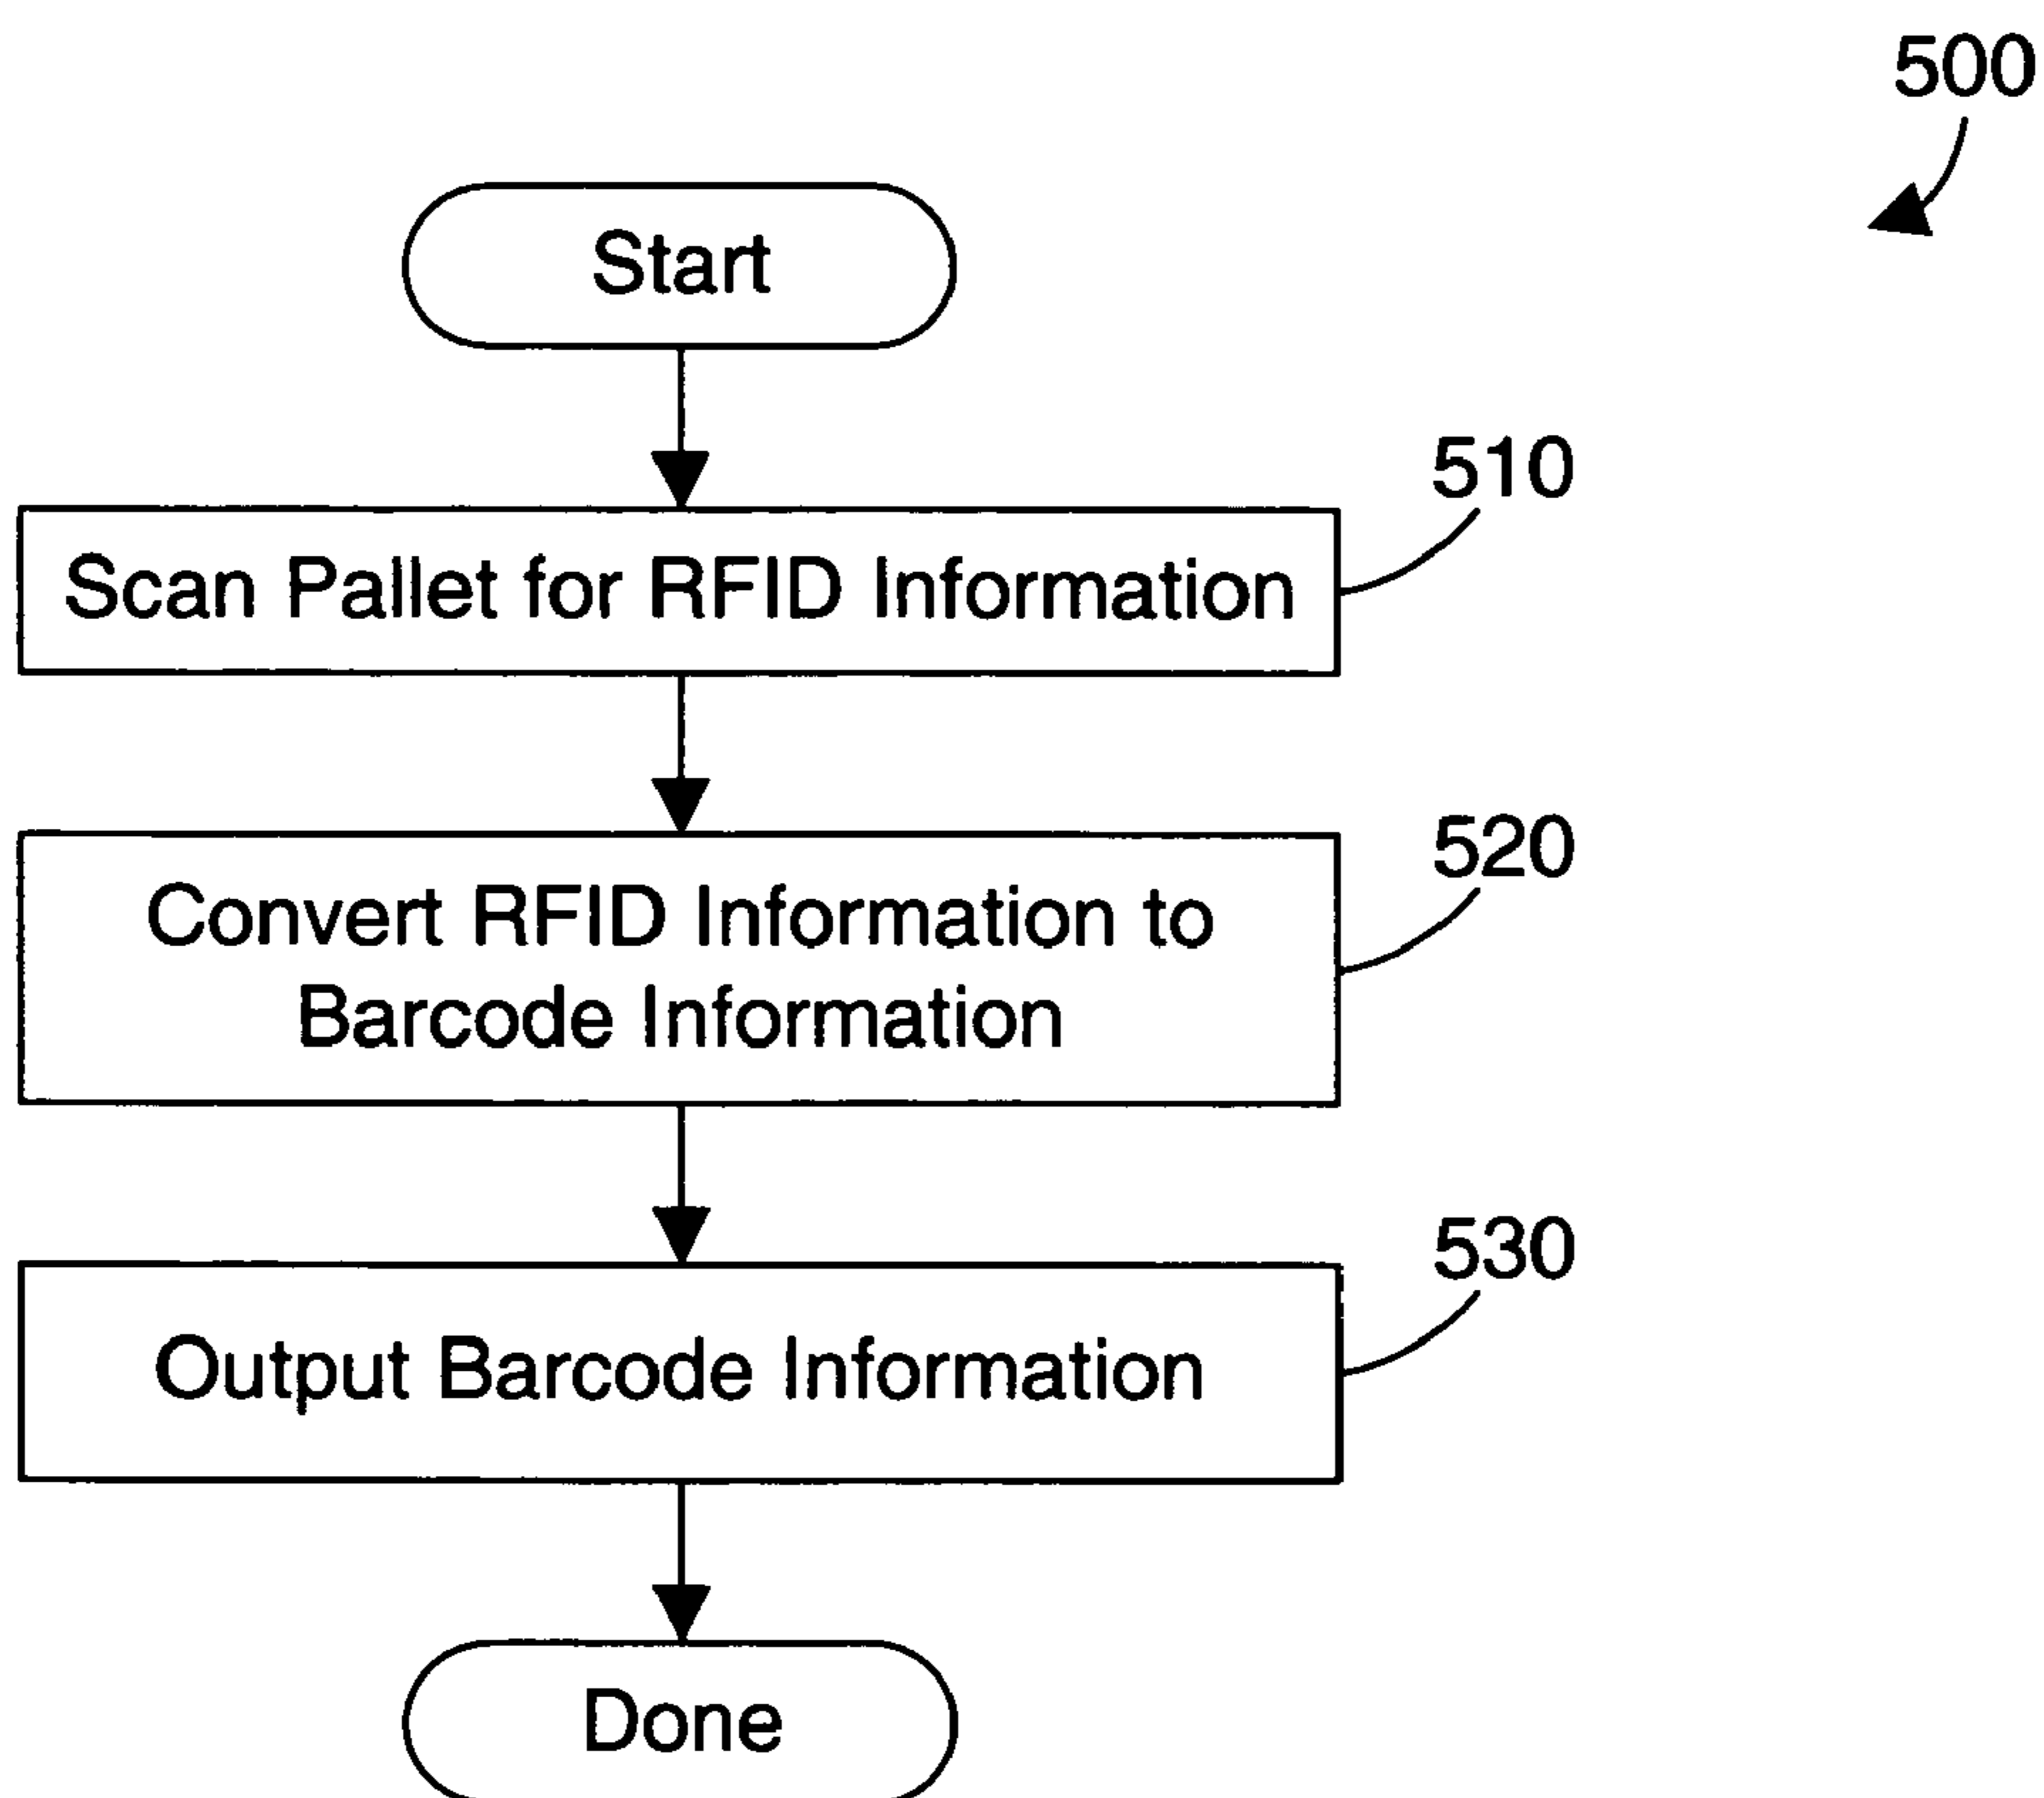 500
Start
510
Scan Pallet for RFID Information
520
Convert RFID Information to
Barcode Information
530
Output Barcode Information
Done